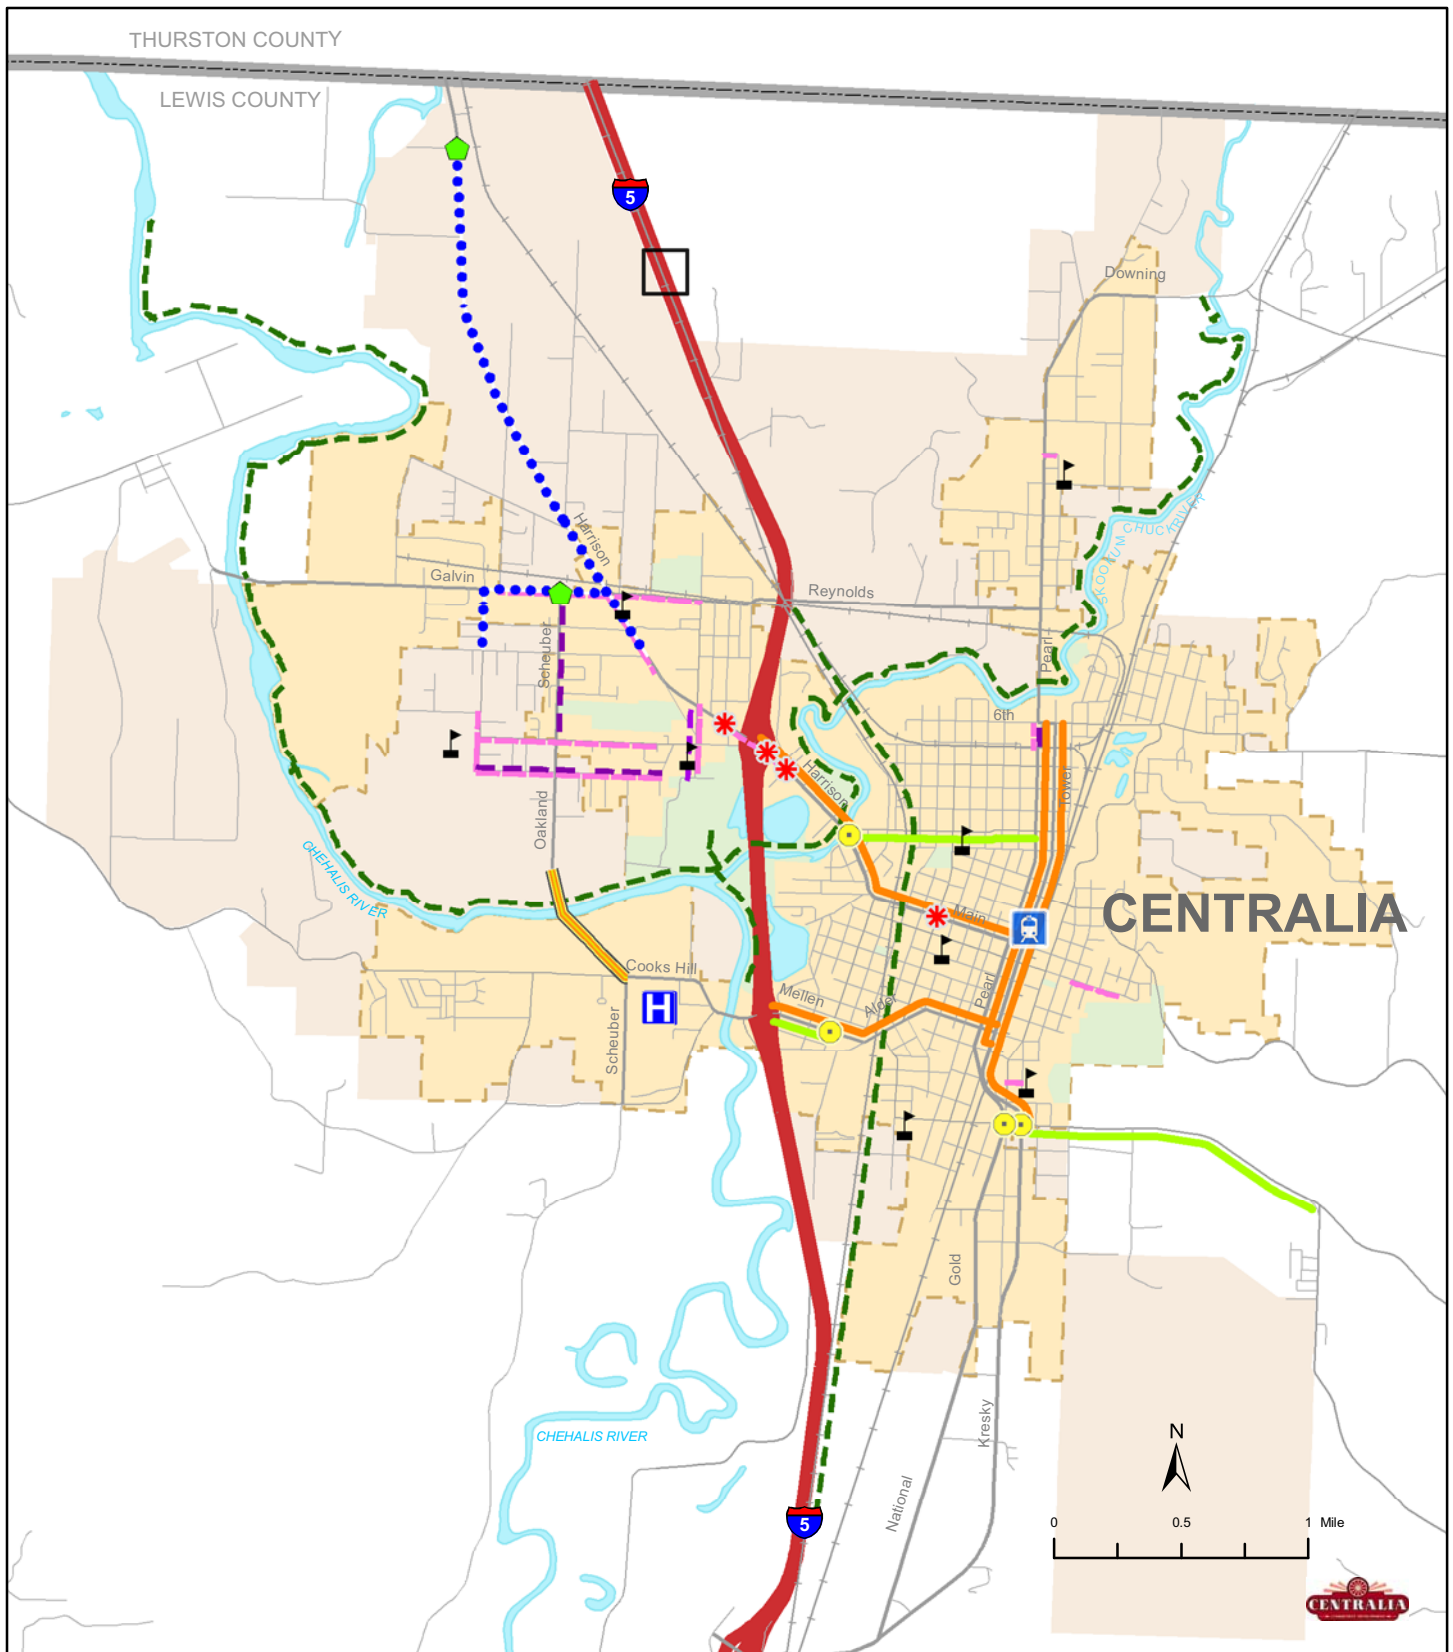 THURSTON COUNTY
LEWIS COUNTY
5
Downing
Harrison
SKOOKUMCHUCK RIVER
Galvin
Reynolds
Scheuber
Pearl
6th
Tower
Harrison
Oakland
CHEHALIS RIVER
CENTRALIA
Main
Cooks Hill
Mellen
Alder
Pearl
Scheuber
H
Gold
Kresky
CHEHALIS RIVER
N
National
5
0 0.5 1 Mile
CENTRALIA